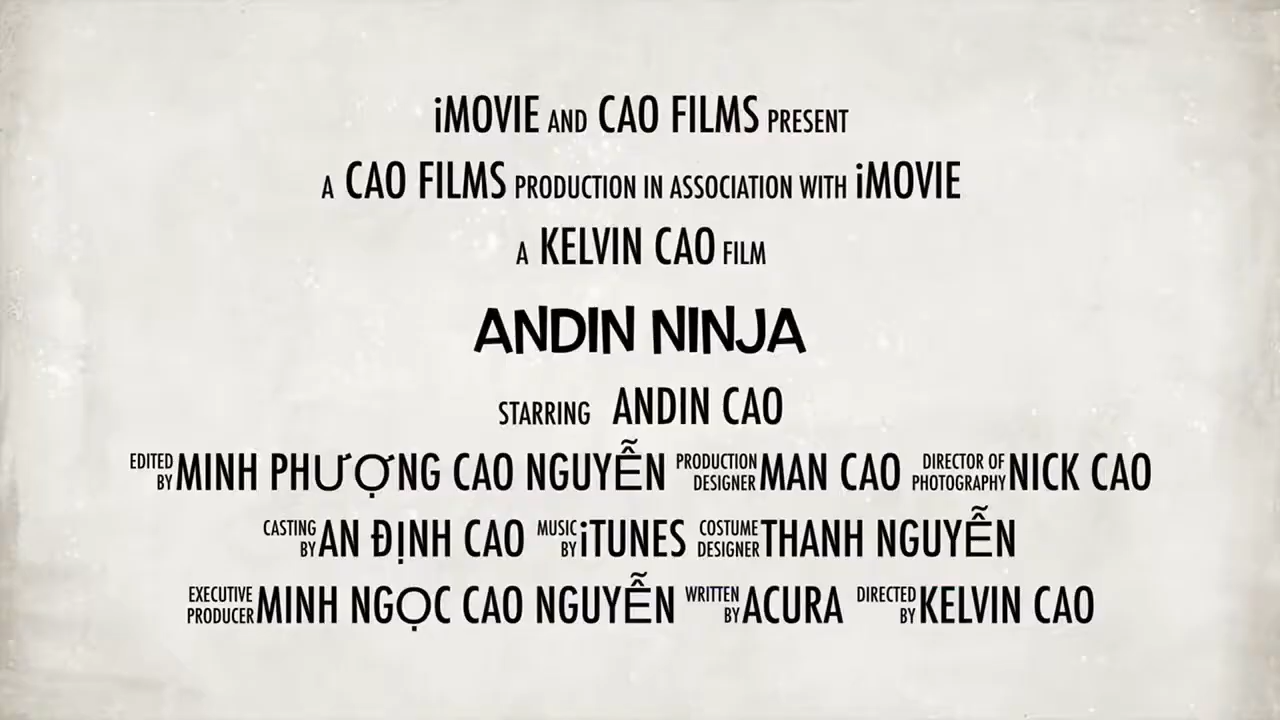 iMOVIE AND CAO FILMS PRESENT
A CAO FILMS PRODUCTION IN ASSOCIATION WITH iMOVIE
A KELVIN CAO FILM
ANDIN NINJA
STARRING ANDIN CAO
EDITED BY MINH PHƯỢNG CAO NGUYỄN PRODUCTION DESIGNER MAN CAO DIRECTOR OF PHOTOGRAPHY NICK CAO
CASTING BY AN ĐỊNH CAO MUSIC BY iTUNES COSTUME DESIGNER THANH NGUYỄN
EXECUTIVE PRODUCER MINH NGỌC CAO NGUYỄN WRITTEN BY ACURA DIRECTED BY KELVIN CAO